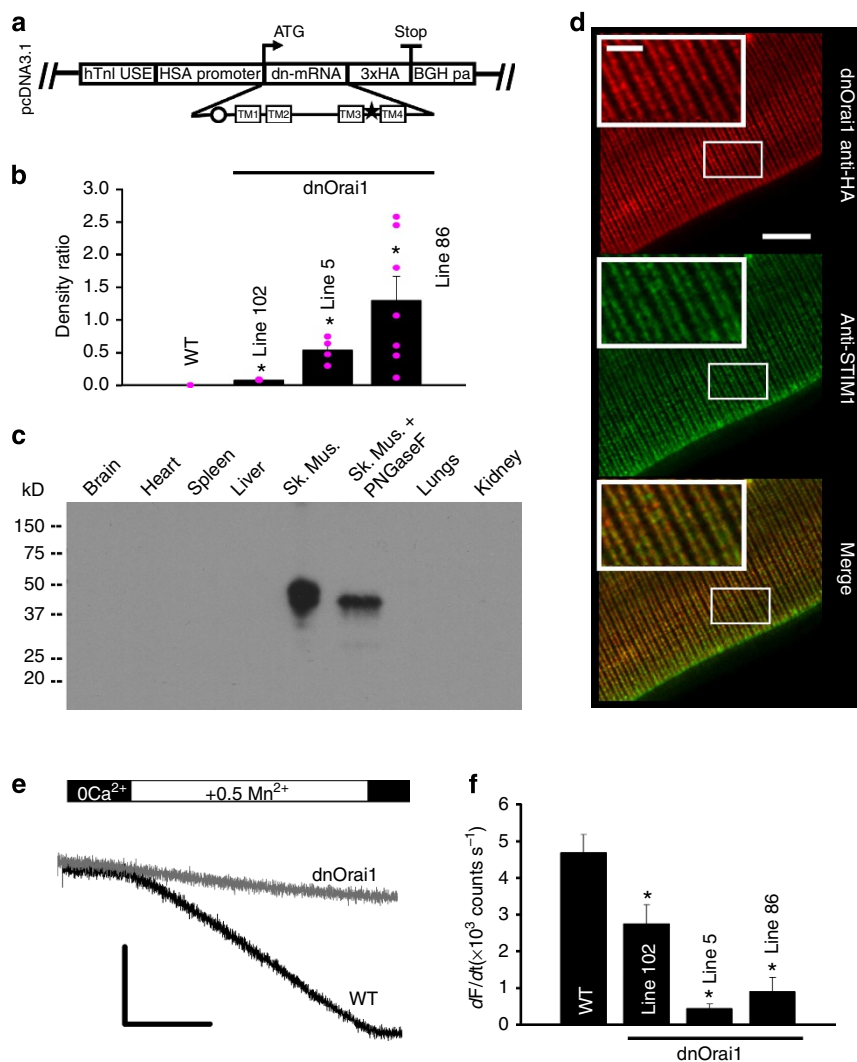 a
ATG
Stop
pcDNA3.1
hTnI USE
HSA promoter
dn-mRNA
3xHA
BGH pa
TM1
TM2
TM3
TM4
b
dnOrai1
3.0
2.5
2.0
1.5
1.0
0.5
0.0
Density ratio
WT
* Line 102
* Line 5
*
Line 86
c
kD
Brain
Heart
Spleen
Liver
Sk. Mus.
Sk. Mus. +
PNGaseF
Lungs
Kidney
150
75
50
37
25
20
d
dnOrai1 anti-HA
Anti-STIM1
Merge
e
0Ca²⁺
+0.5 Mn²⁺
dnOrai1
WT
f
6
5
4
3
2
1
0
dF/dt(×10³ counts s⁻¹)
WT
*
Line 102
* Line 5
* Line 86
dnOrai1